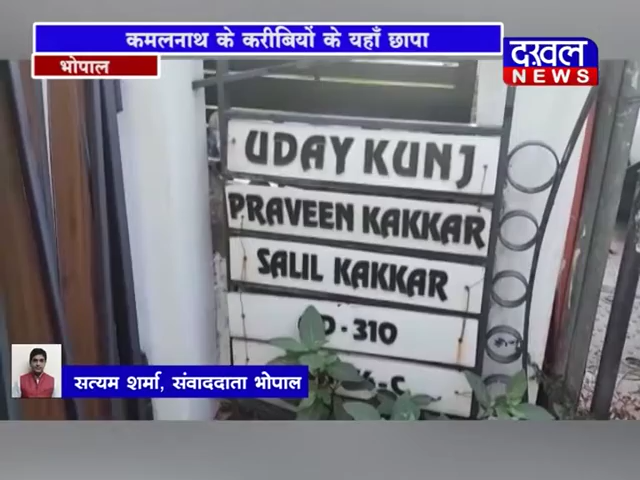 कमलनाथ के करीबियों के यहाँ छापा
भोपाल
दख़ल
NEWS
UDAY KUNJ
PRAVEEN KAKKAR
SALIL KAKKAR
D-310
-C
सत्यम शर्मा, संवाददाता भोपाल